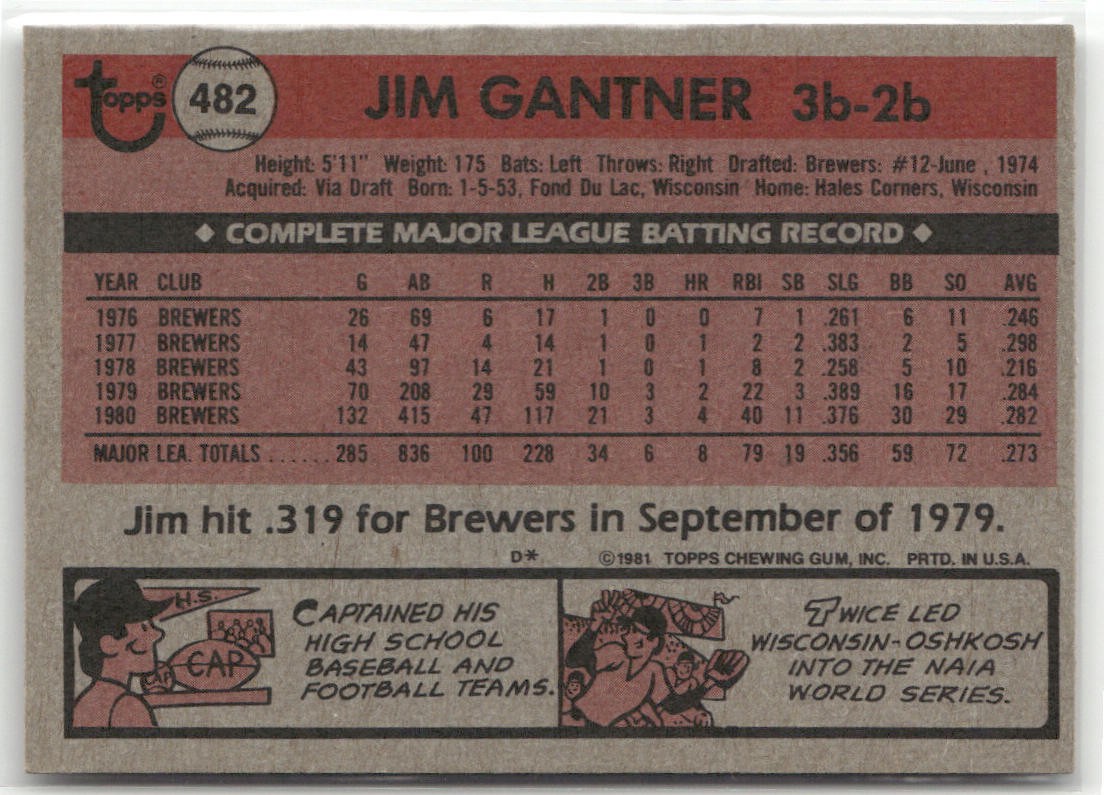 topps® 482 JIM GANTNER 3b-2b
Height: 5'11" Weight: 175 Bats: Left Throws: Right Drafted: Brewers: #12-June , 1974
Acquired: Via Draft Born: 1-5-53, Fond Du Lac, Wisconsin Home: Hales Corners, Wisconsin
◆ COMPLETE MAJOR LEAGUE BATTING RECORD ◆
YEAR CLUB G AB R H 2B 3B HR RBI SB SLG BB SO AVG
1976 BREWERS 26 69 6 17 1 0 0 7 1 .261 6 11 .246
1977 BREWERS 14 47 4 14 1 0 1 2 2 .383 2 5 .298
1978 BREWERS 43 97 14 21 1 0 1 8 2 .258 5 10 .216
1979 BREWERS 70 208 29 59 10 3 2 22 3 .389 16 17 .284
1980 BREWERS 132 415 47 117 21 3 4 40 11 .376 30 29 .282
MAJOR LEA. TOTALS ...... 285 836 100 228 34 6 8 79 19 .356 59 72 .273
Jim hit .319 for Brewers in September of 1979.
D* ©1981 TOPPS CHEWING GUM, INC. PRTD. IN U.S.A.
H.S.
CAP
CAP
CAPTAINED HIS
HIGH SCHOOL
BASEBALL AND
FOOTBALL TEAMS.
TWICE LED
WISCONSIN-OSHKOSH
INTO THE NAIA
WORLD SERIES.